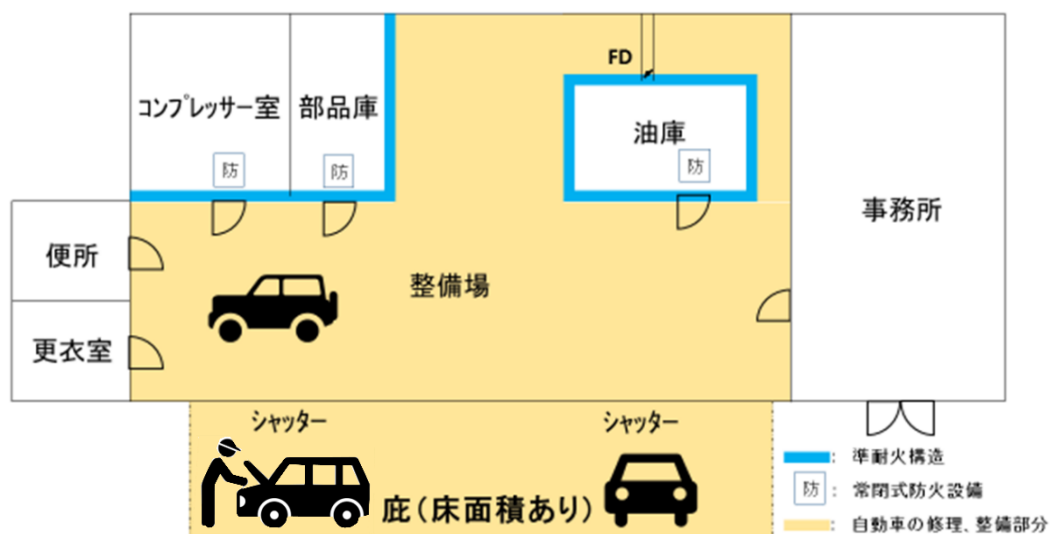 FD
コンプレッサー室
部品庫
油庫
防
防
防
事務所
便所
整備場
更衣室
シャッター
シャッター
庇(床面積あり)
: 準耐火構造
防 : 常閉式防火設備
: 自動車の修理、整備部分